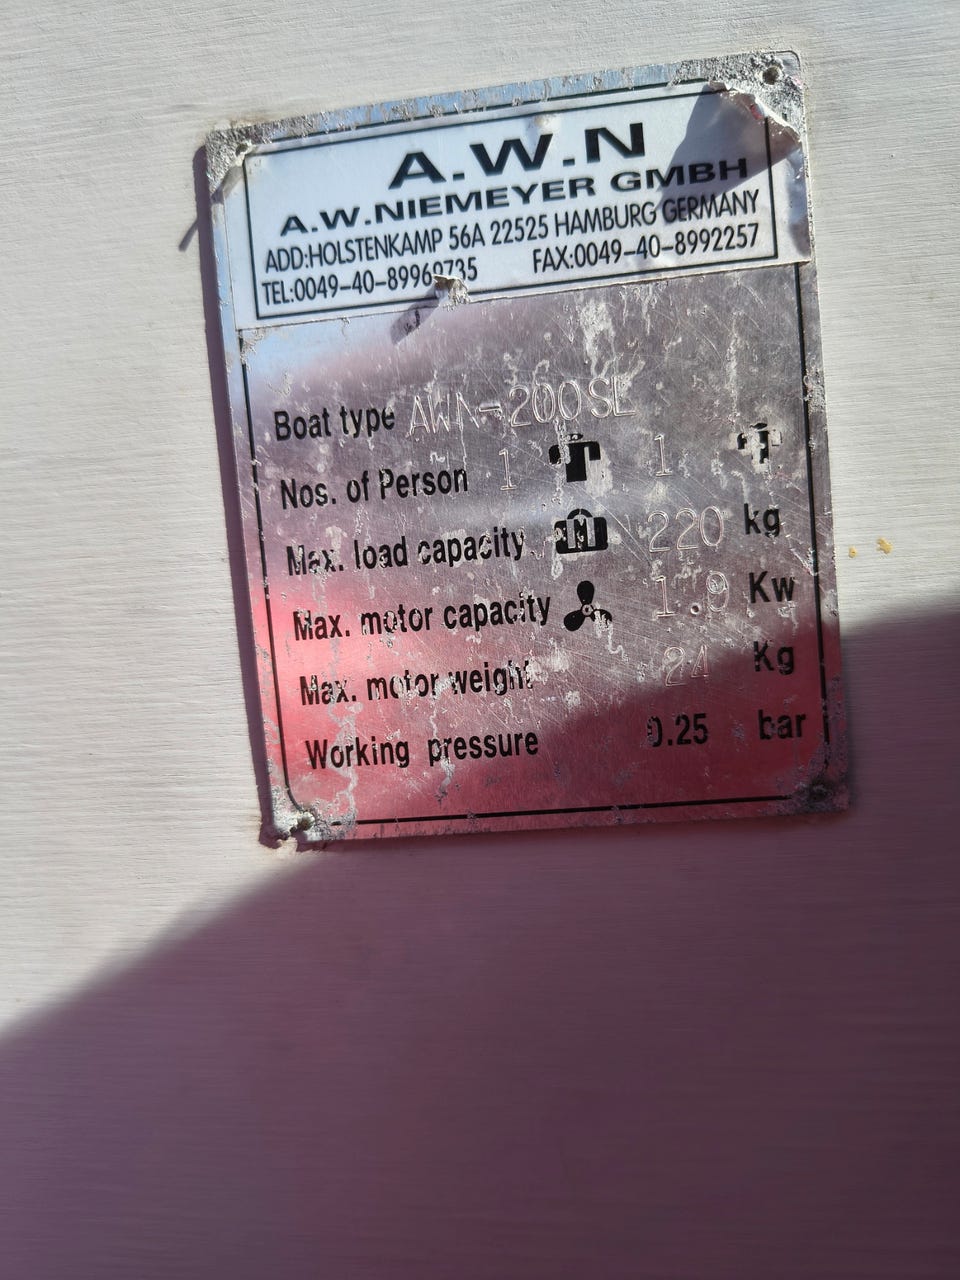 A.W.N
A.W.NIEMEYER GMBH
ADD:HOLSTENKAMP 56A 22525 HAMBURG GERMANY
TEL:0049-40-89969735 FAX:0049-40-8992257
Boat type AWN-200SL
Nos. of Person 1 1
Max. load capacity 220 kg
Max. motor capacity 1.9 Kw
Max. motor weight 24 Kg
Working pressure 0.25 bar